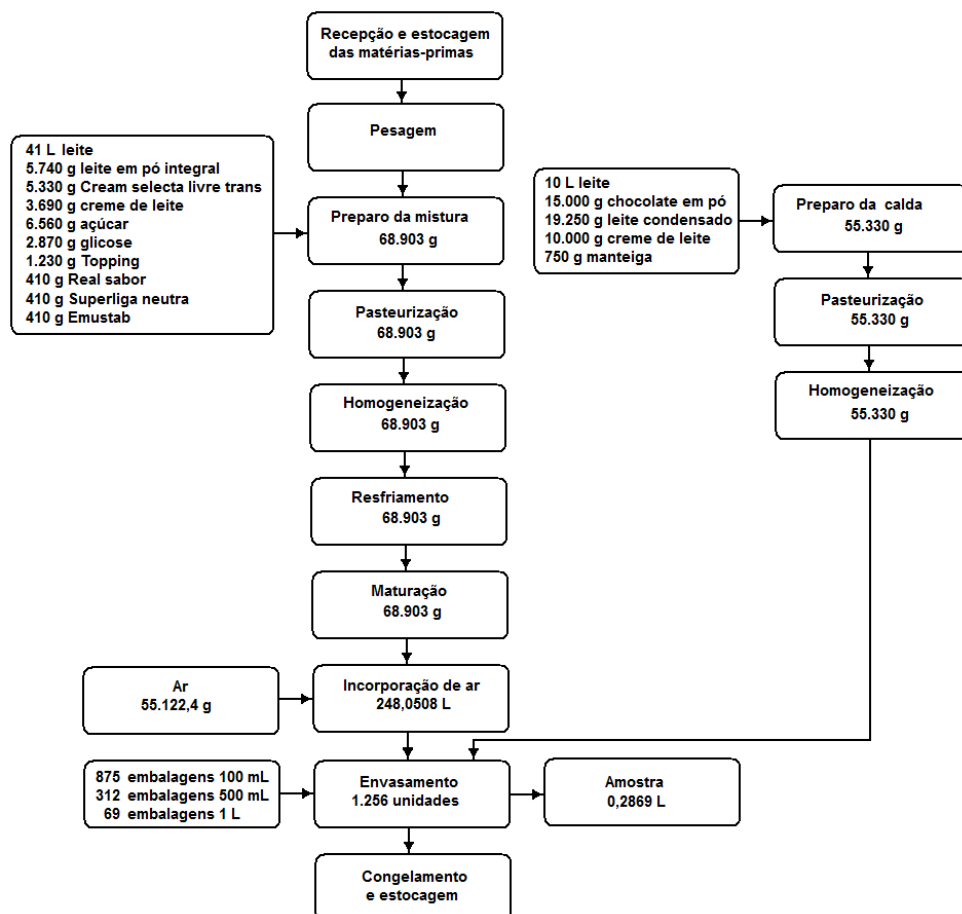 Recepção e estocagem
das matérias-primas
Pesagem
41 L leite
5.740 g leite em pó integral
5.330 g Cream selecta livre trans
3.690 g creme de leite
6.560 g açúcar
2.870 g glicose
1.230 g Topping
410 g Real sabor
410 g Superliga neutra
410 g Emustab
Preparo da mistura
68.903 g
10 L leite
15.000 g chocolate em pó
19.250 g leite condensado
10.000 g creme de leite
750 g manteiga
Preparo da calda
55.330 g
Pasteurização
68.903 g
Pasteurização
55.330 g
Homogeneização
68.903 g
Homogeneização
55.330 g
Resfriamento
68.903 g
Maturação
68.903 g
Ar
55.122,4 g
Incorporação de ar
248,0508 L
875 embalagens 100 mL
312 embalagens 500 mL
69 embalagens 1 L
Envasamento
1.256 unidades
Amostra
0,2869 L
Congelamento
e estocagem